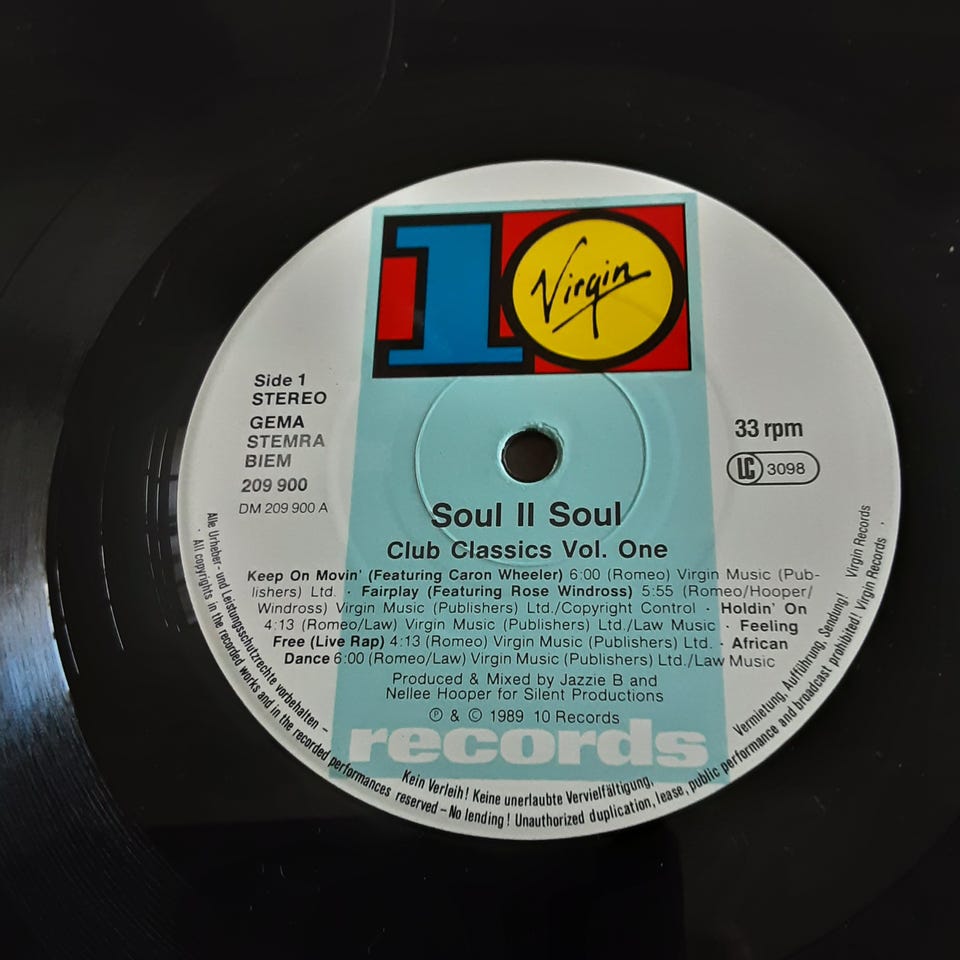 10 Virgin
Side 1
STEREO
GEMA
STEMRA
BIEM
209 900
DM 209 900 A
33 rpm
LC 3098
Soul II Soul
Club Classics Vol. One
Keep On Movin' (Featuring Caron Wheeler) 6:00 (Romeo) Virgin Music (Pub-
lishers) Ltd. · Fairplay (Featuring Rose Windross) 5:55 (Romeo/Hooper/
Windross) Virgin Music (Publishers) Ltd./Copyright Control · Holdin' On
4:13 (Romeo/Law) Virgin Music (Publishers) Ltd./Law Music · Feeling
Free (Live Rap) 4:13 (Romeo) Virgin Music (Publishers) Ltd. · African
Dance 6:00 (Romeo/Law) Virgin Music (Publishers) Ltd./Law Music
Produced & Mixed by Jazzie B and
Nellee Hooper for Silent Productions
℗ & © 1989 10 Records
records
Alle Urheber- und Leistungsschutzrechte vorbehalten – Kein Verleih! Keine unerlaubte Vervielfältigung, Vermietung, Aufführung, Sendung! Virgin Records
· All copyrights in the recorded works and in the recorded performances reserved – No lending! Unauthorized duplication, lease, public performance and broadcast prohibited! Virgin Records ·